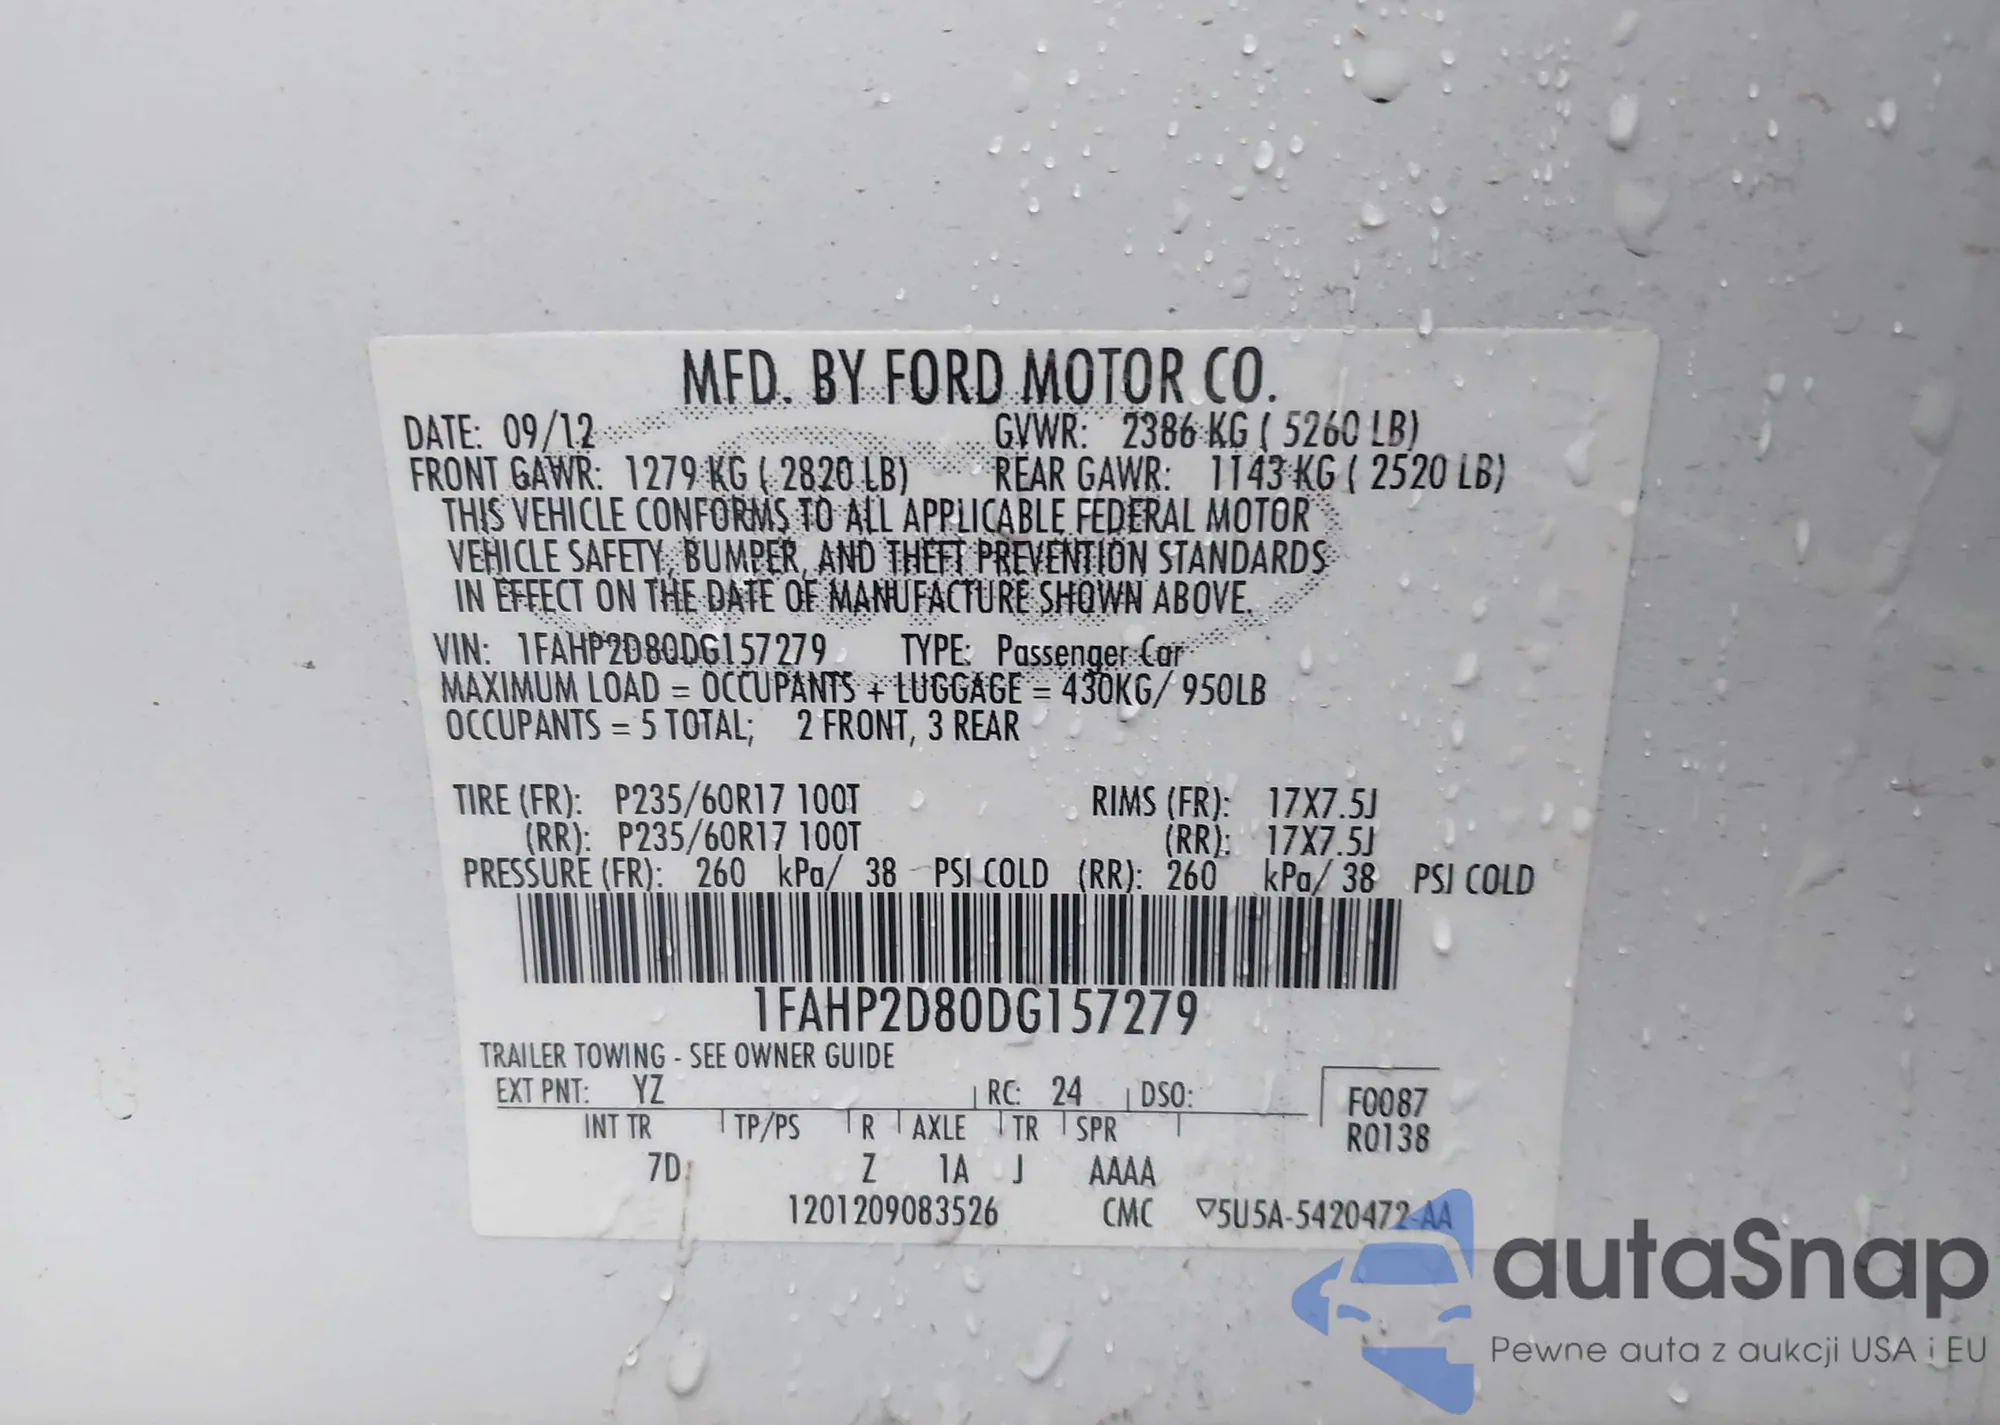 MFD. BY FORD MOTOR CO.
DATE: 09/12 GVWR: 2386 KG ( 5260 LB)
FRONT GAWR: 1279 KG ( 2820 LB) REAR GAWR: 1143 KG ( 2520 LB)
THIS VEHICLE CONFORMS TO ALL APPLICABLE FEDERAL MOTOR
VEHICLE SAFETY, BUMPER, AND THEFT PREVENTION STANDARDS
IN EFFECT ON THE DATE OF MANUFACTURE SHOWN ABOVE.
VIN: 1FAHP2D80DG157279 TYPE: Passenger Car
MAXIMUM LOAD = OCCUPANTS + LUGGAGE = 430KG/ 950LB
OCCUPANTS = 5 TOTAL; 2 FRONT, 3 REAR
TIRE (FR): P235/60R17 100T RIMS (FR): 17X7.5J
(RR): P235/60R17 100T (RR): 17X7.5J
PRESSURE (FR): 260 kPa/ 38 PSI COLD (RR): 260 kPa/ 38 PSI COLD
1FAHP2D80DG157279
TRAILER TOWING - SEE OWNER GUIDE
EXT PNT: YZ RC: 24 DSO: F0087
INT TR TP/PS R AXLE TR SPR R0138
7D Z 1A J AAAA
1201209083526 CMC ▽5U5A-5420472-AA
autaSnap
Pewne auta z aukcji USA i EU